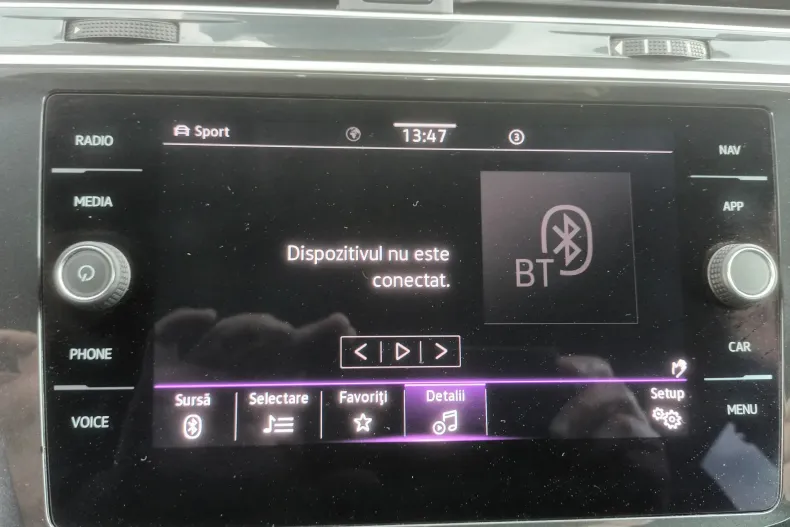 RADIO
MEDIA
PHONE
VOICE
Sport
13:47
3
Dispozitivul nu este
conectat.
BT
Sursă
Selectare
Favoriţi
Detalii
Setup
NAV
APP
CAR
MENU